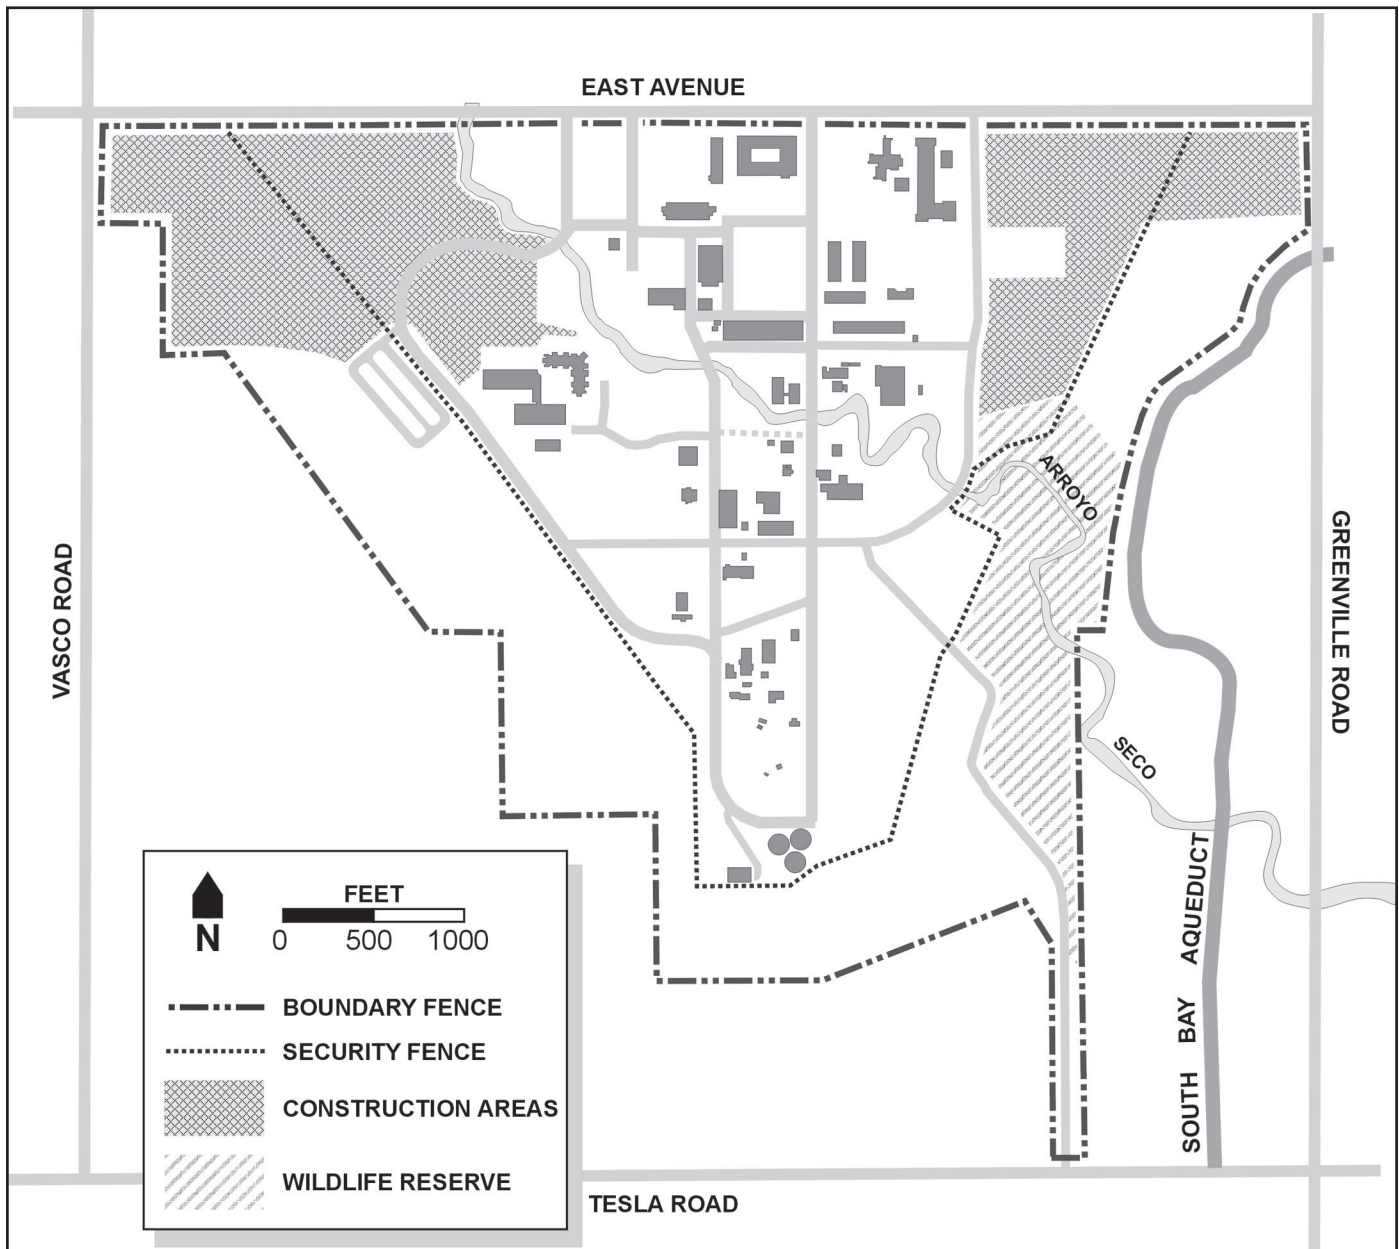 EAST AVENUE
ARROYO
GREENVILLE ROAD
VASCO ROAD
SECO
SOUTH BAY AQUEDUCT
N
FEET
0 500 1000
BOUNDARY FENCE
SECURITY FENCE
CONSTRUCTION AREAS
WILDLIFE RESERVE
TESLA ROAD